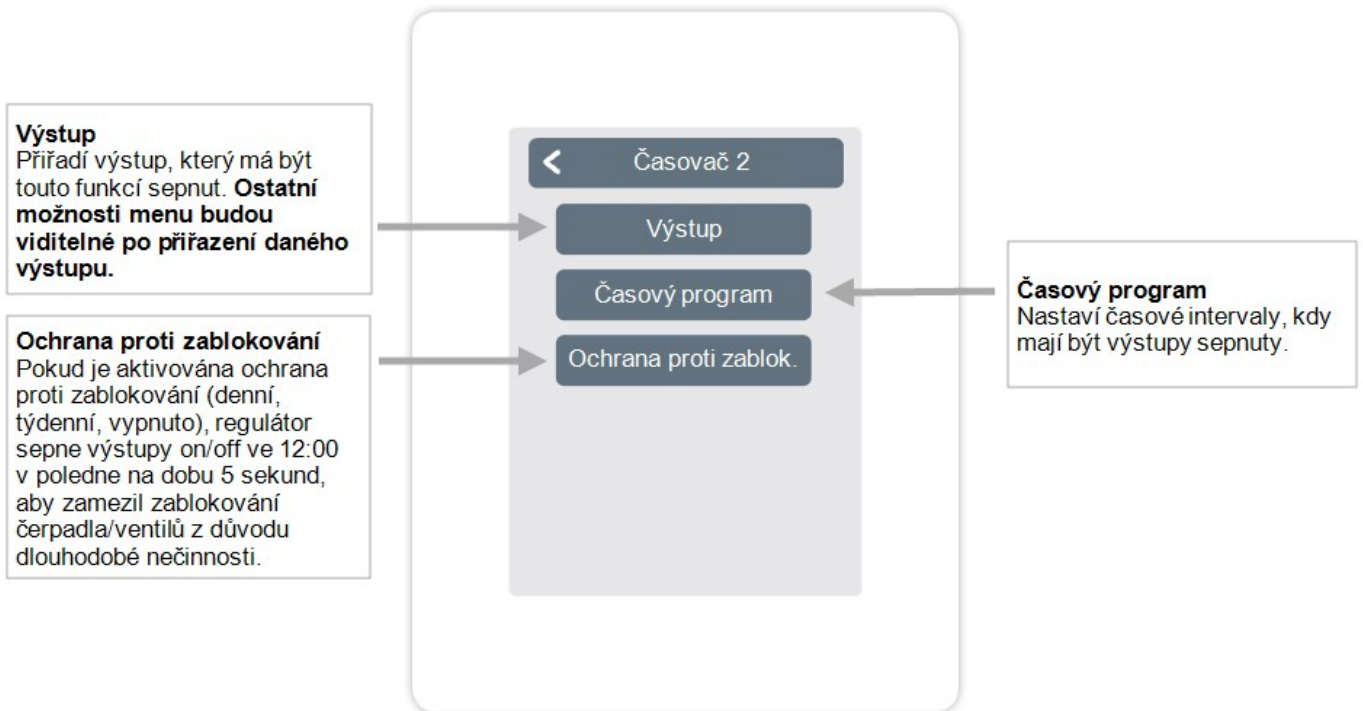 Výstup
Přiřadí výstup, který má být
touto funkcí sepnut. Ostatní
možnosti menu budou
viditelné po přiřazení daného
výstupu.
Ochrana proti zablokování
Pokud je aktivována ochrana
proti zablokování (denní,
týdenní, vypnuto), regulátor
sepne výstupy on/off ve 12:00
v poledne na dobu 5 sekund,
aby zamezil zablokování
čerpadla/ventilů z důvodu
dlouhodobé nečinnosti.
Časovač 2
Výstup
Časový program
Ochrana proti zablok.
Časový program
Nastaví časové intervaly, kdy
mají být výstupy sepnuty.